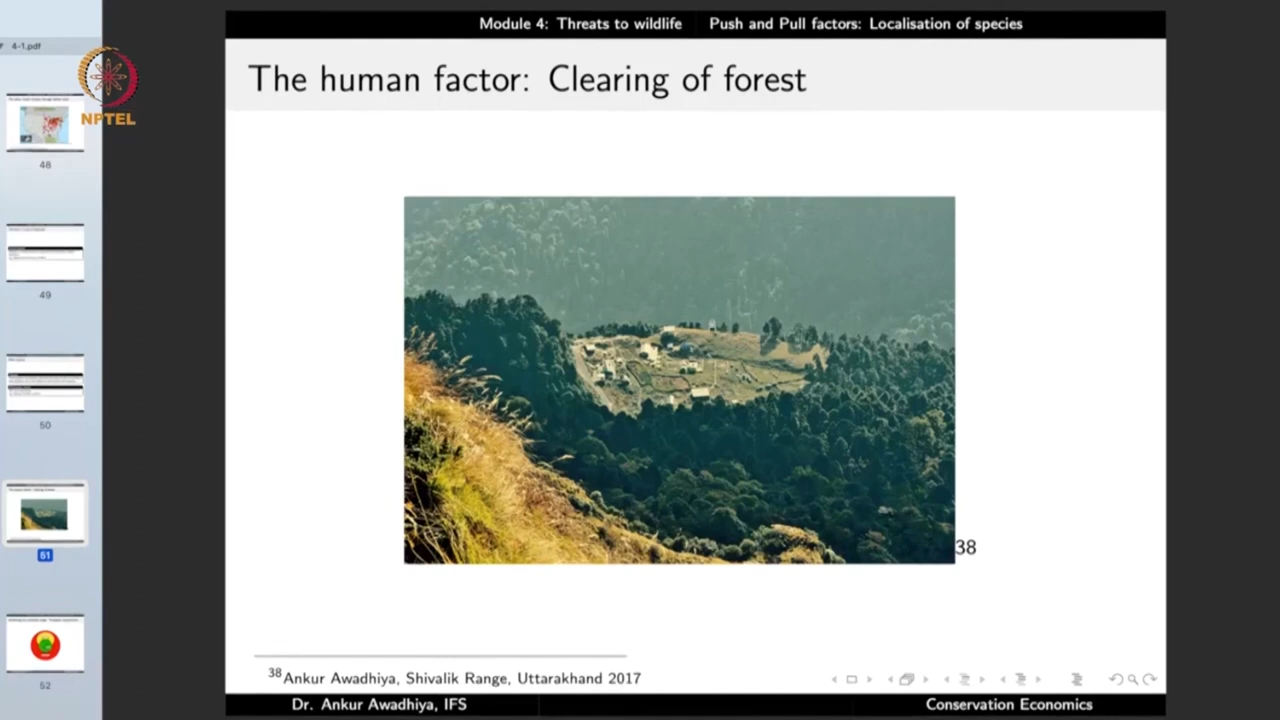 Module 4: Threats to wildlife Push and Pull factors: Localisation of species
4-1.pdf
NPTEL
The human factor: Clearing of forest
48
49
50
51
52
38
38 Ankur Awadhiya, Shivalik Range, Uttarakhand 2017
Dr. Ankur Awadhiya, IFS Conservation Economics